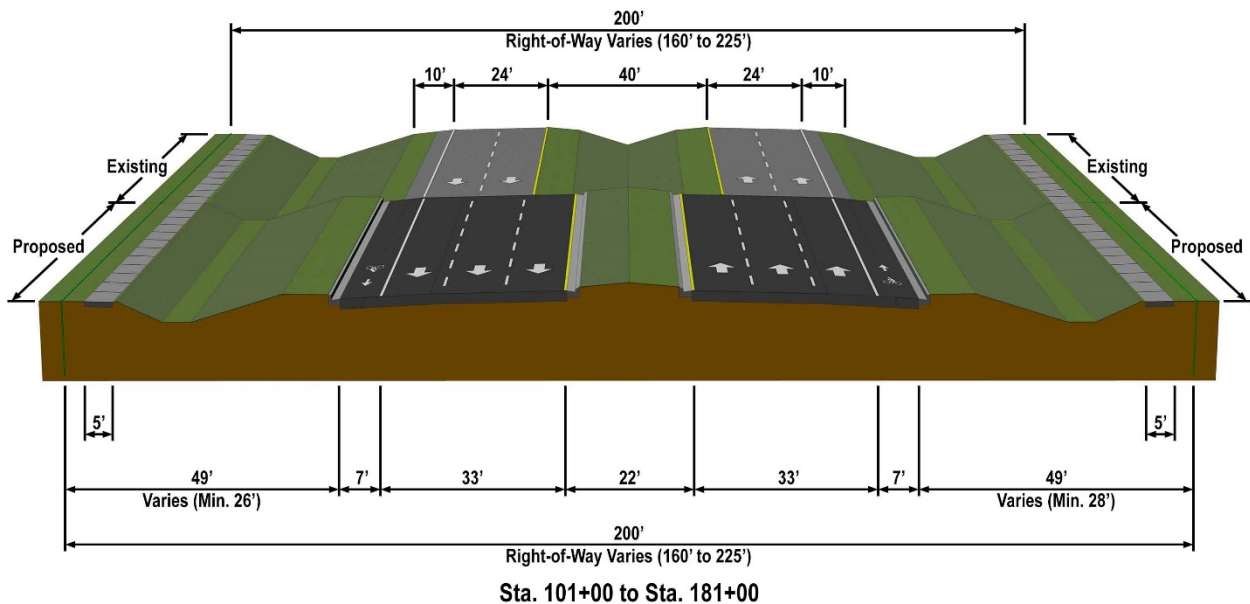 200’
Right-of-Way Varies (160’ to 225’)
10’ 24’ 40’ 24’ 10’
Existing Existing
Proposed Proposed
5’ 5’
49’ 7’ 33’ 22’ 33’ 7’ 49’
Varies (Min. 26’) Varies (Min. 28’)
200’
Right-of-Way Varies (160’ to 225’)
Sta. 101+00 to Sta. 181+00